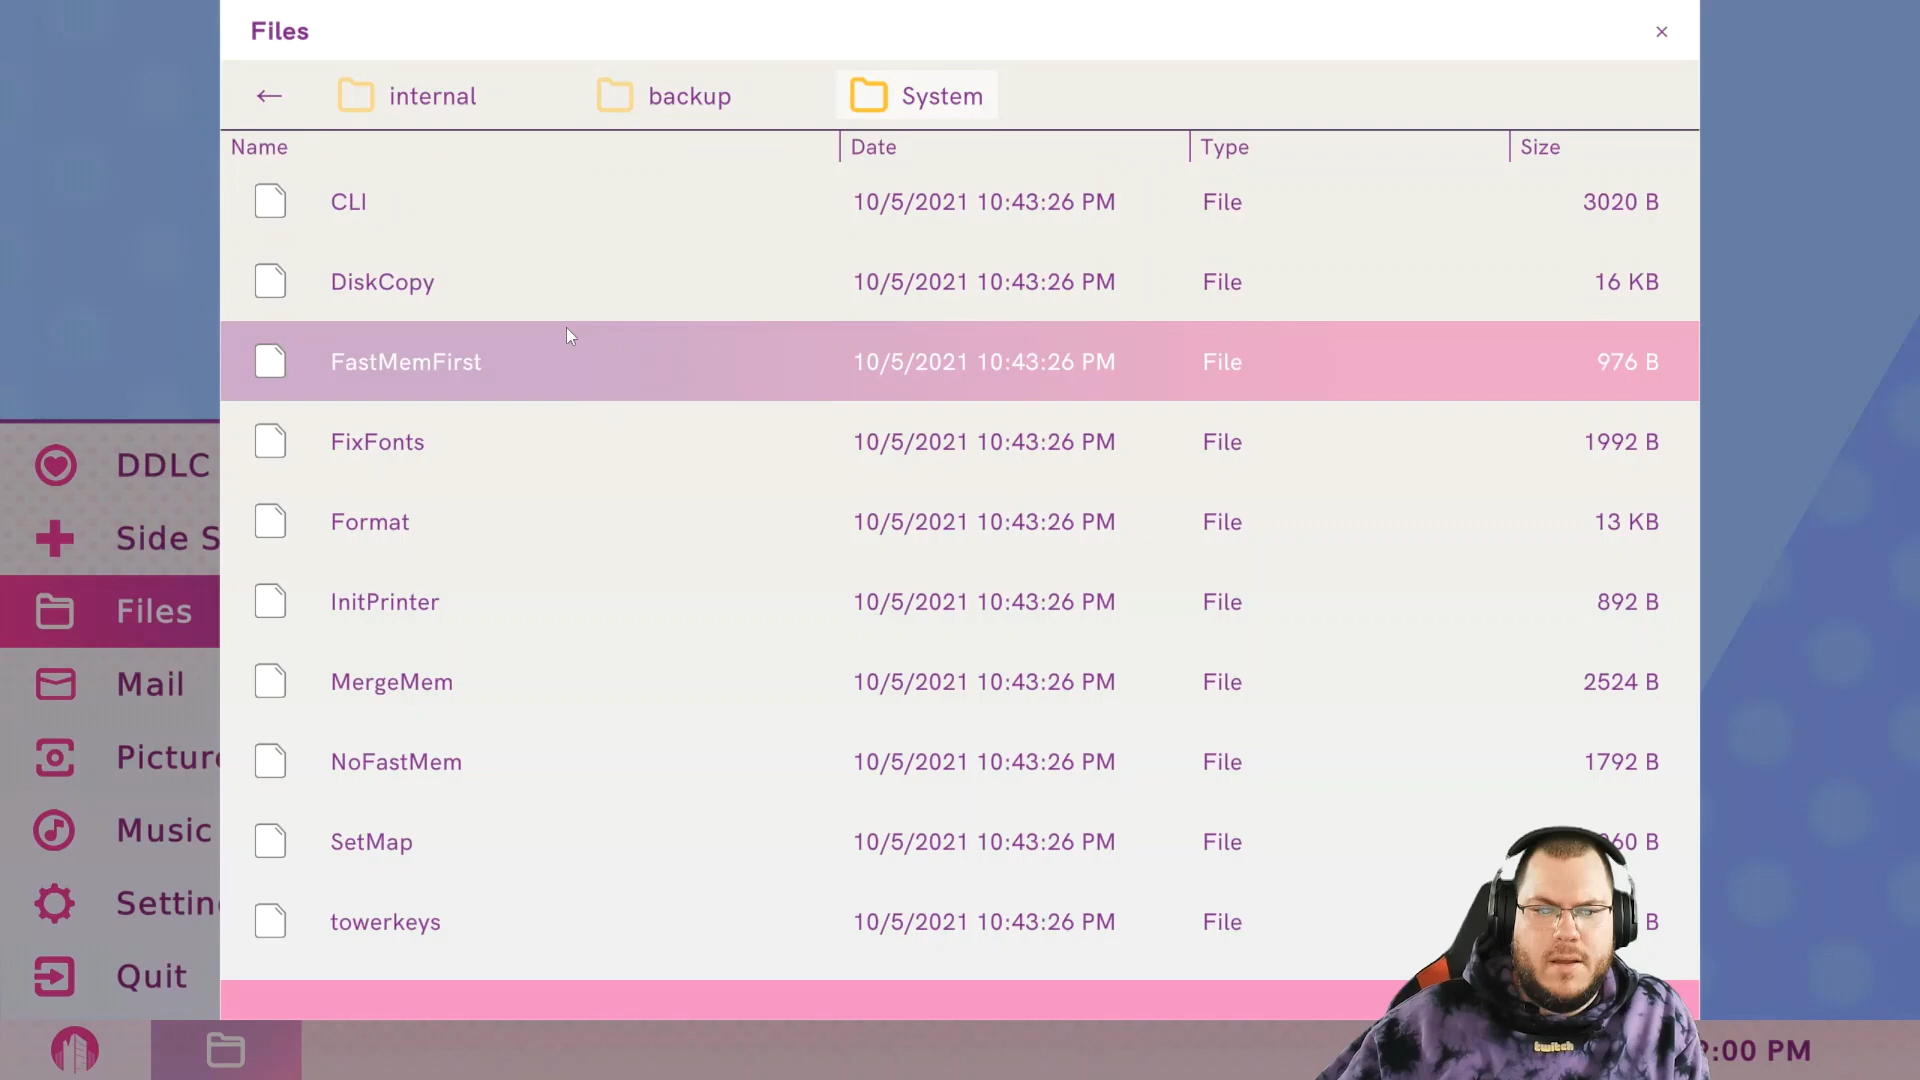 Files
×
← internal backup System
Name Date Type Size
CLI 10/5/2021 10:43:26 PM File 3020 B
DiskCopy 10/5/2021 10:43:26 PM File 16 KB
FastMemFirst 10/5/2021 10:43:26 PM File 976 B
FixFonts 10/5/2021 10:43:26 PM File 1992 B
Format 10/5/2021 10:43:26 PM File 13 KB
InitPrinter 10/5/2021 10:43:26 PM File 892 B
MergeMem 10/5/2021 10:43:26 PM File 2524 B
NoFastMem 10/5/2021 10:43:26 PM File 1792 B
SetMap 10/5/2021 10:43:26 PM File 60 B
towerkeys 10/5/2021 10:43:26 PM File B
DDLC
Side S
Files
Mail
Picture
Music
Settin
Quit
twitch
:00 PM